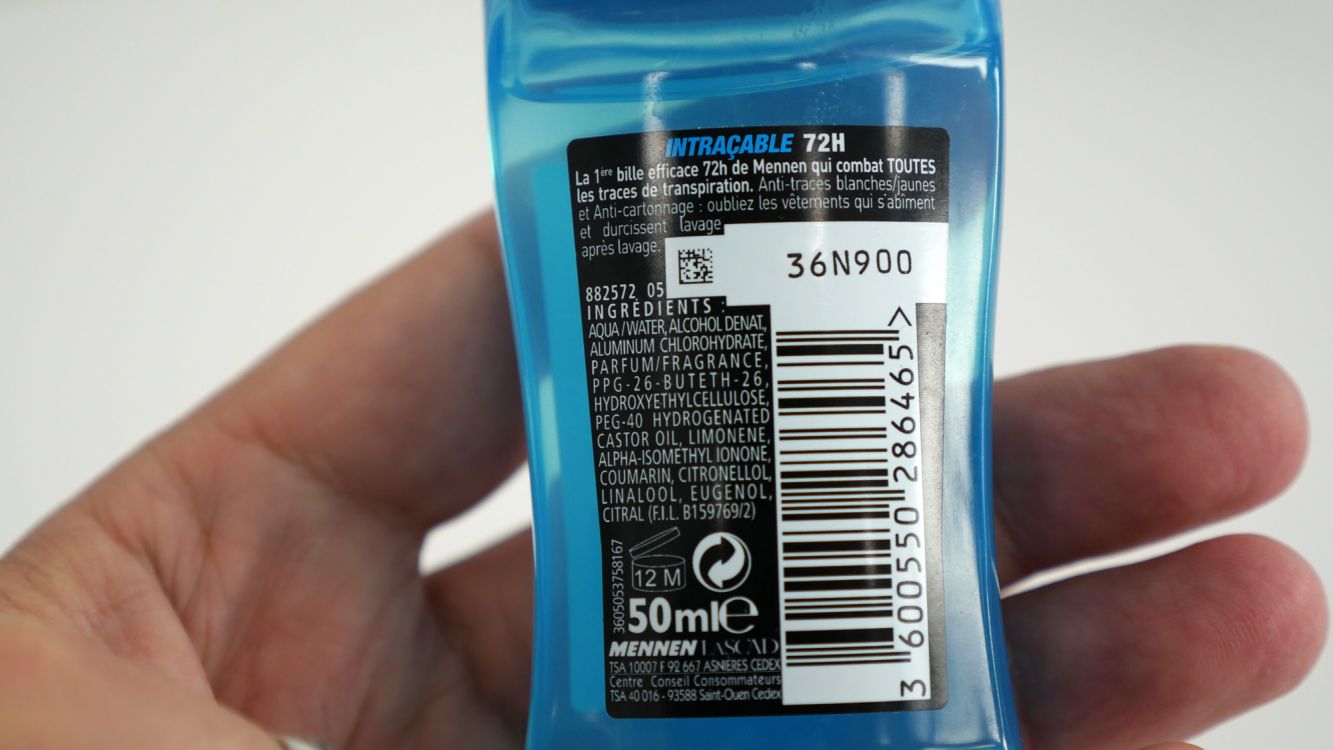 INTRAÇABLE 72H
La 1ère bille efficace 72h de Mennen qui combat TOUTES
les traces de transpiration. Anti-traces blanches/jaunes
et Anti-cartonnage : oubliez les vêtements qui s'abîment
et durcissent lavage
après lavage.
36N900
882572 05
INGRÉDIENTS :
AQUA/WATER, ALCOHOL DENAT.,
ALUMINUM CHLOROHYDRATE,
PARFUM/FRAGRANCE,
PPG-26-BUTETH-26,
HYDROXYETHYLCELLULOSE,
PEG-40 HYDROGENATED
CASTOR OIL, LIMONENE,
ALPHA-ISOMETHYL IONONE,
COUMARIN, CITRONELLOL,
LINALOOL, EUGENOL,
CITRAL (F.I.L. B159769/2)
3605053758167
12 M
50ml e
MENNEN LASCAD
TSA 10007 F 92 667 ASNIÈRES CEDEX
Centre Conseil Consommateurs
TSA 40 016 - 93588 Saint-Ouen Cedex
3 600550 286465 >